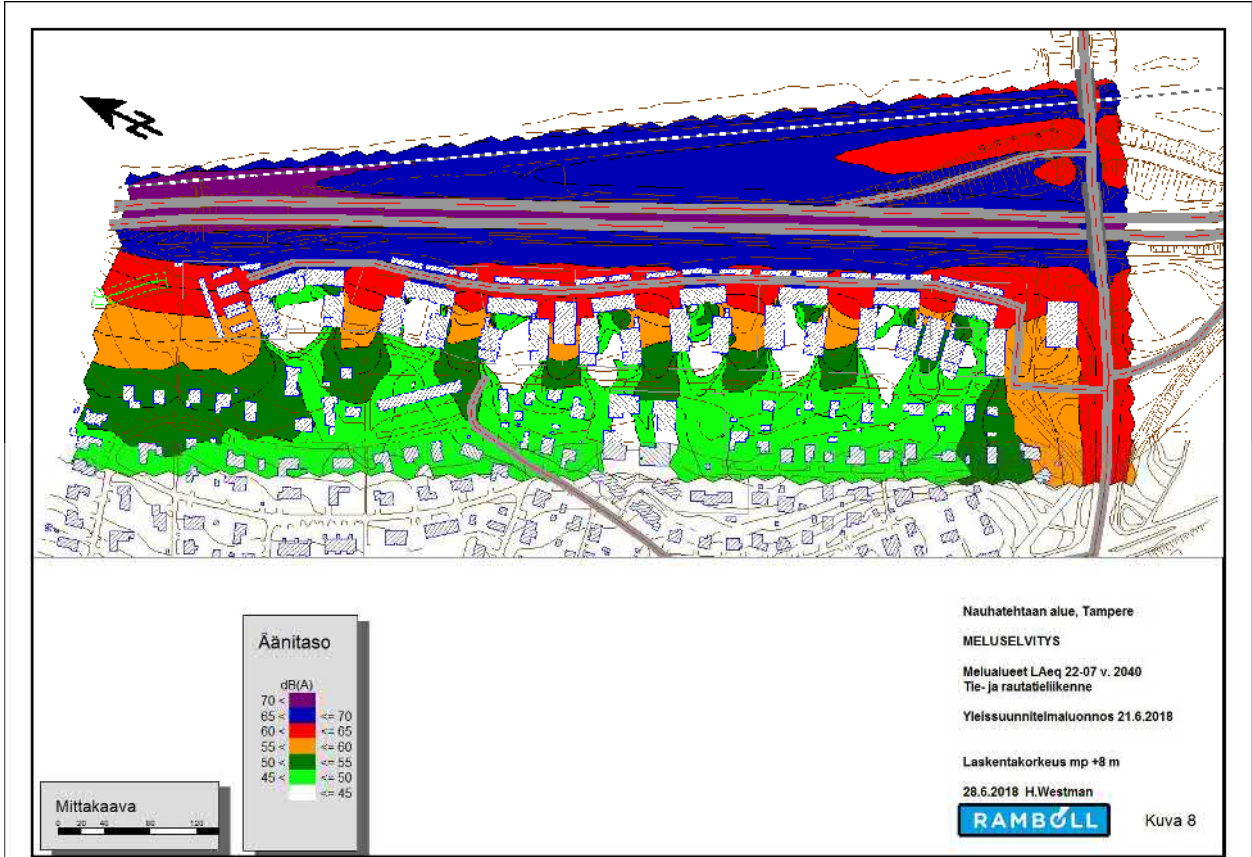 N
Äänitaso
dB(A)
70 <
65 < <= 70
60 < <= 65
55 < <= 60
50 < <= 55
45 < <= 50
<= 45
Mittakaava
0 20 40 80 120
Nauhatehtaan alue, Tampere
MELUSELVITYS
Melualueet LAeq 22-07 v. 2040
Tie- ja rautatieliikenne
Yleissuunnitelmaluonnos 21.6.2018
Laskentakorkeus mp +8 m
28.6.2018 H.Westman
RAMBOLL
Kuva 8